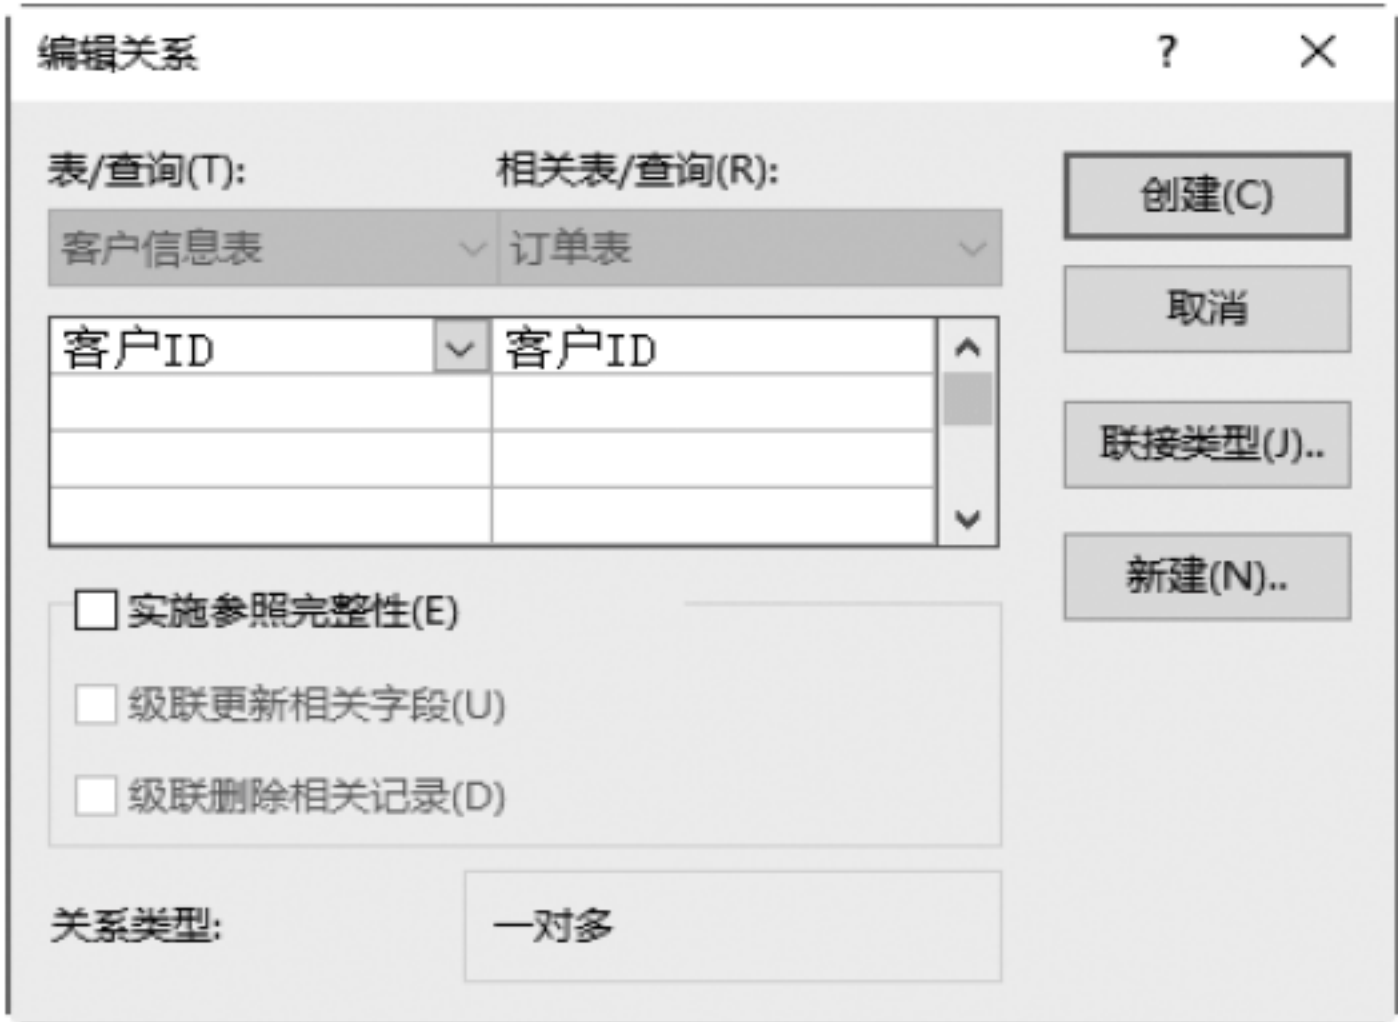 编辑关系
?
表/查询(T):
相关表/查询(R):
创建(C)
客户信息表
订单表
取消
客户ID
客户ID
联接类型(J)..
新建(N)..
实施参照完整性(E)
级联更新相关字段(U)
级联删除相关记录(D)
关系类型:
一对多